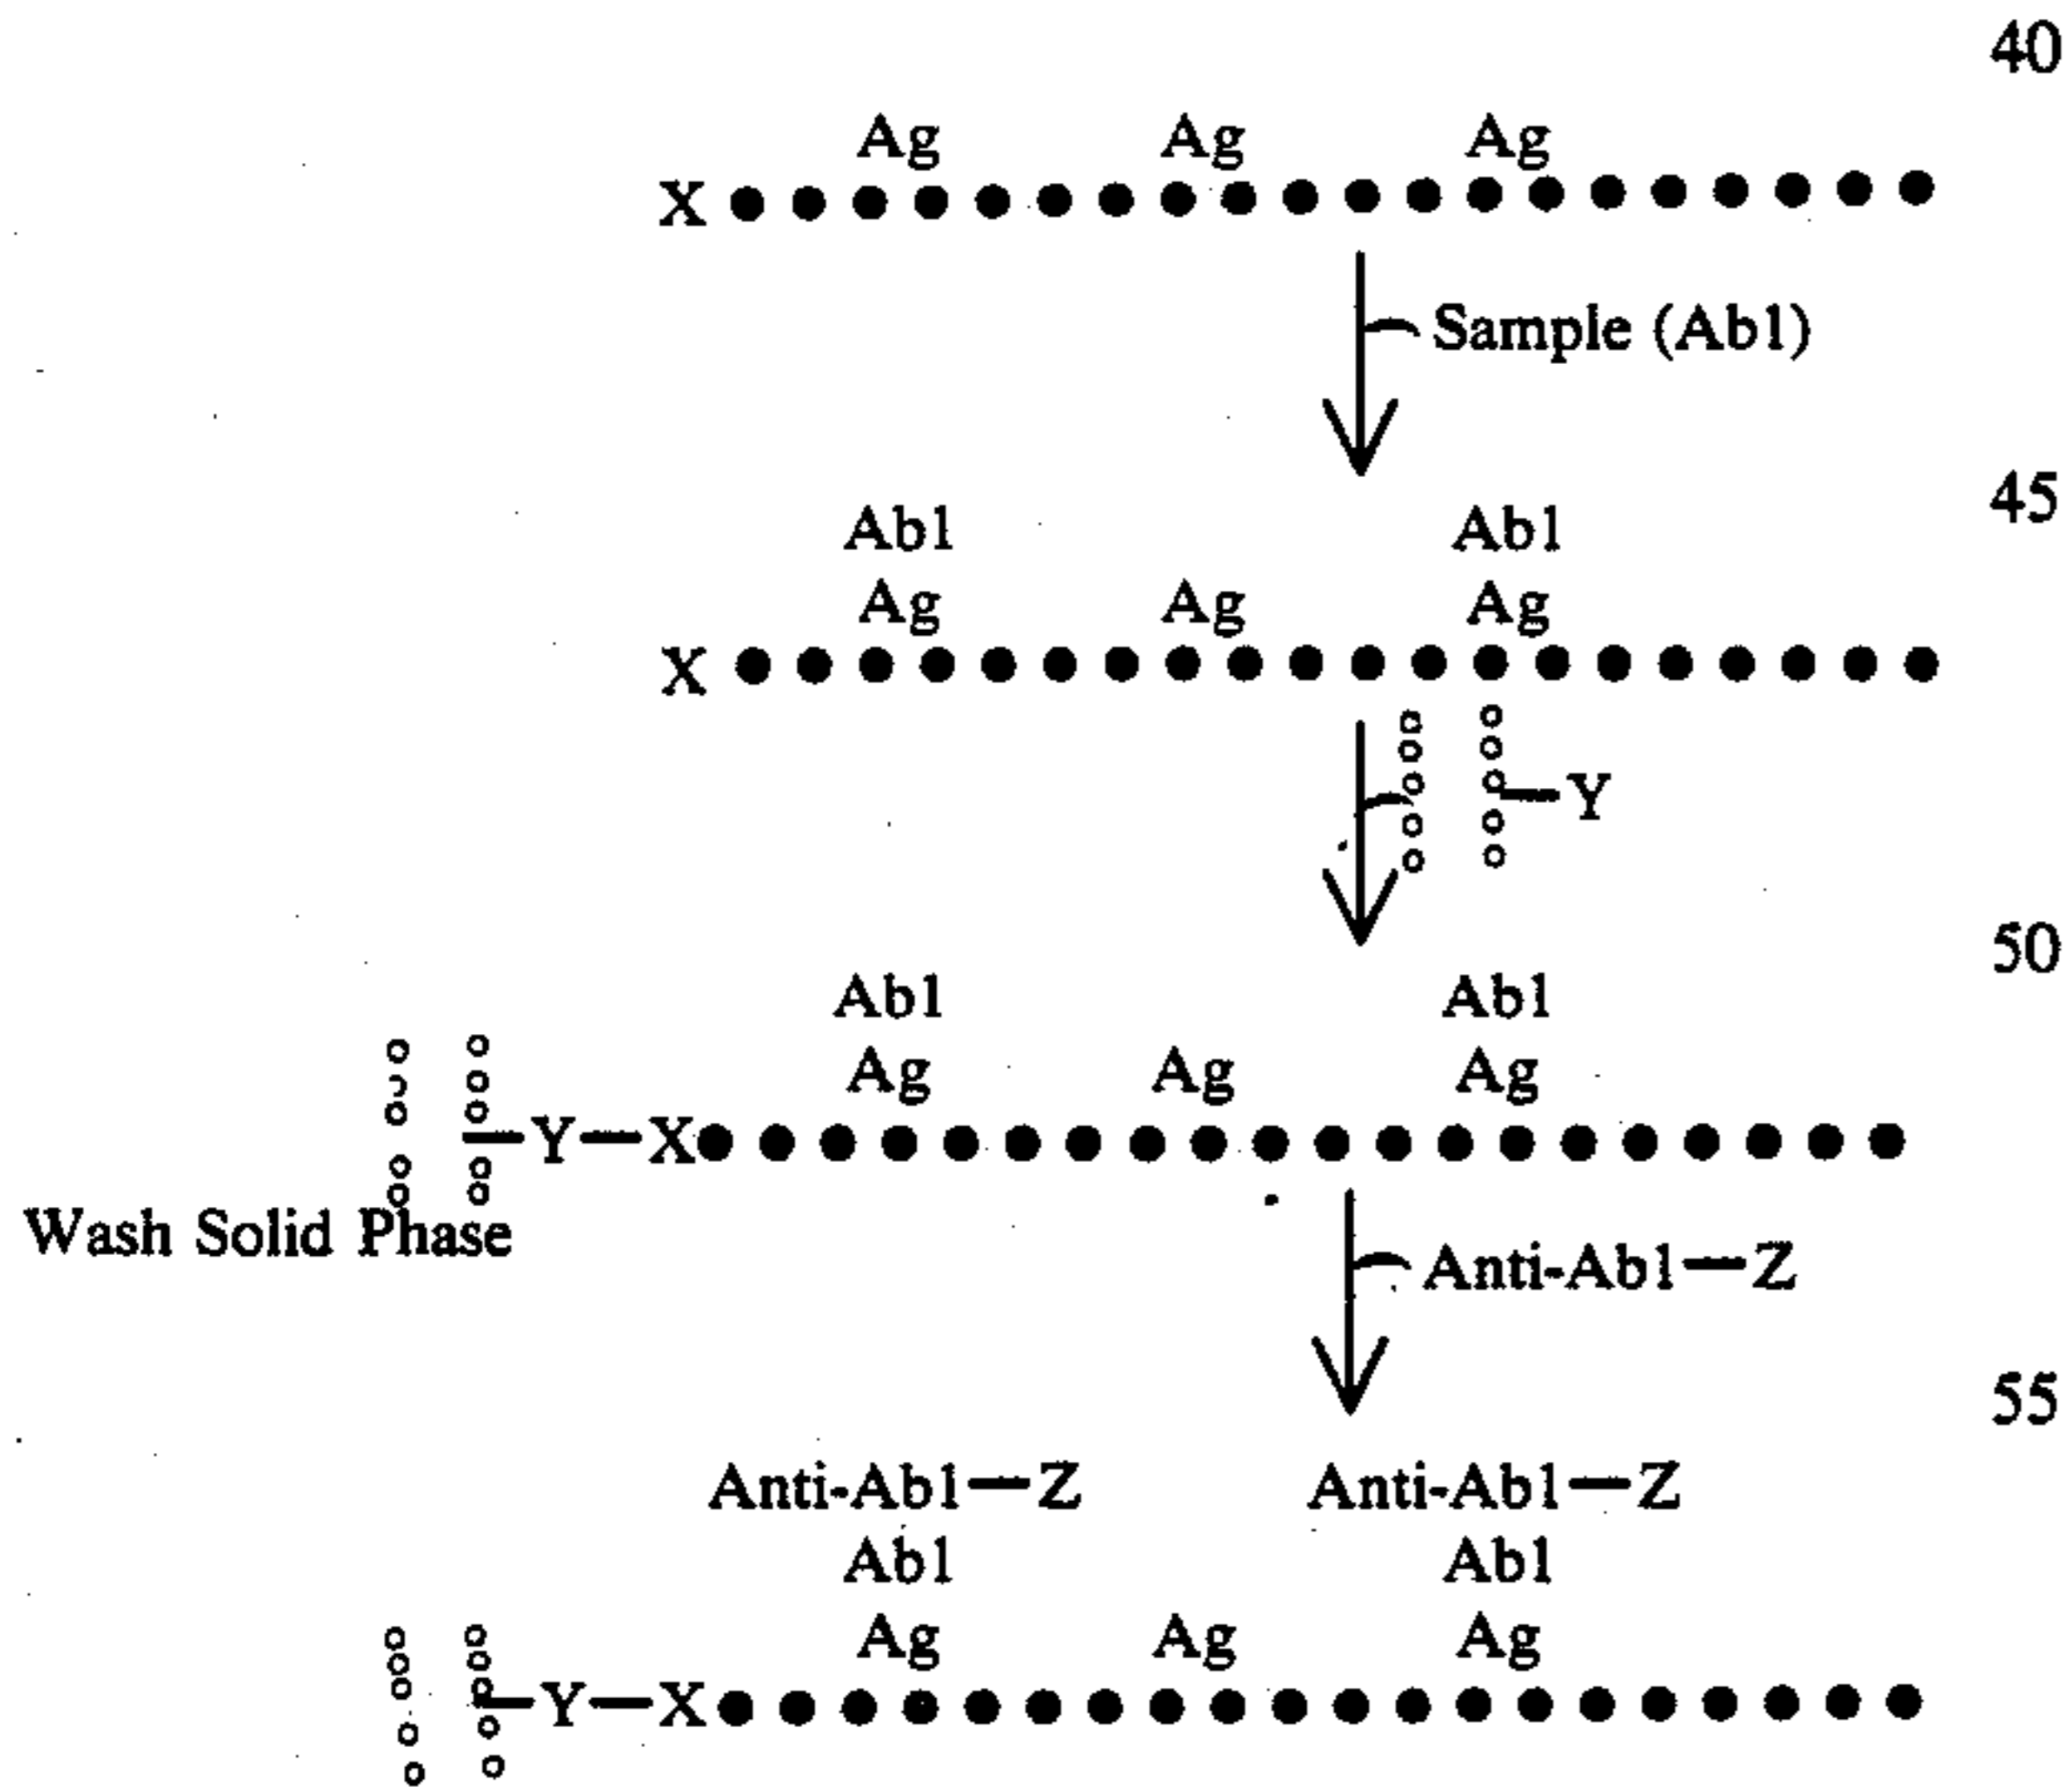 40
Ag Ag Ag
X
Sample (Ab1)
45
Ab1 Ab1
Ag Ag Ag
X
Y
50
Ab1 Ab1
Ag Ag Ag
Y—X
Wash Solid Phase
Anti-Ab1—Z
55
Anti-Ab1—Z Anti-Ab1—Z
Ab1 Ab1
Ag Ag Ag
Y—X